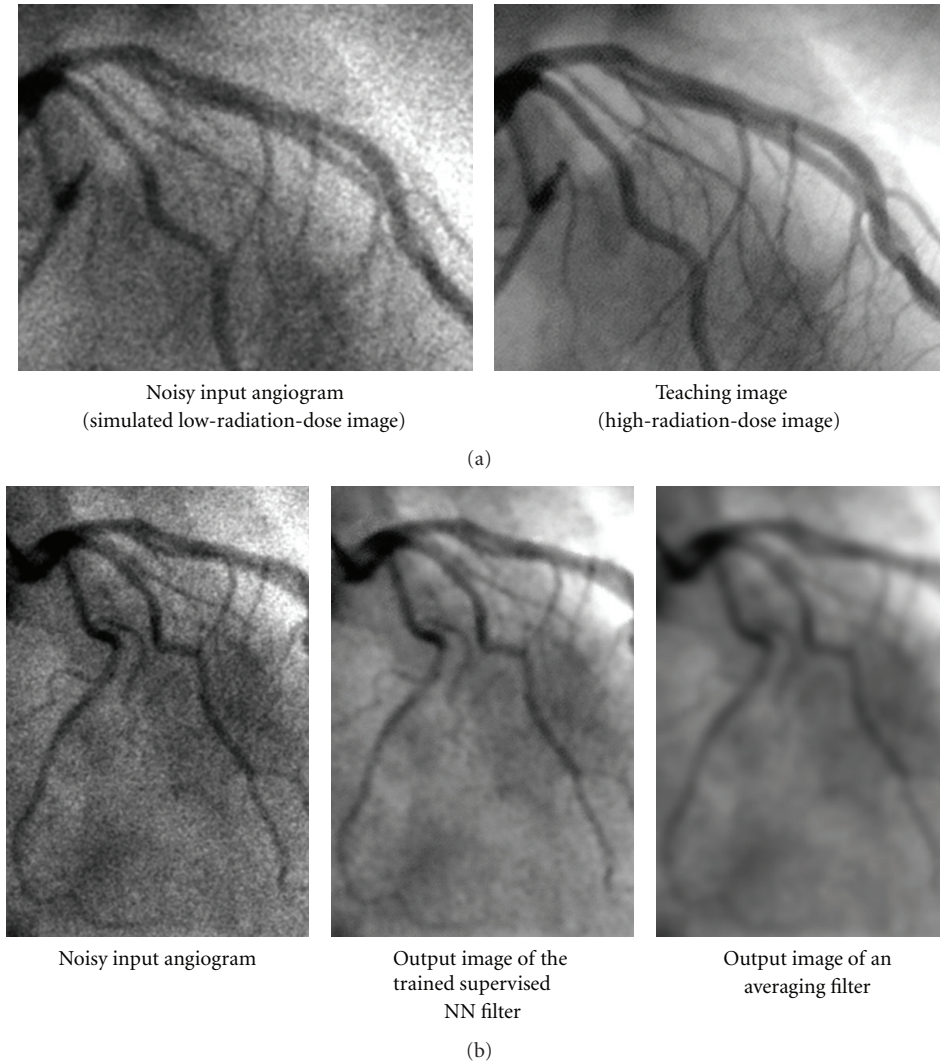 Noisy input angiogram
(simulated low-radiation-dose image)
Teaching image
(high-radiation-dose image)
(a)
Noisy input angiogram
Output image of the
trained supervised
NN filter
Output image of an
averaging filter
(b)